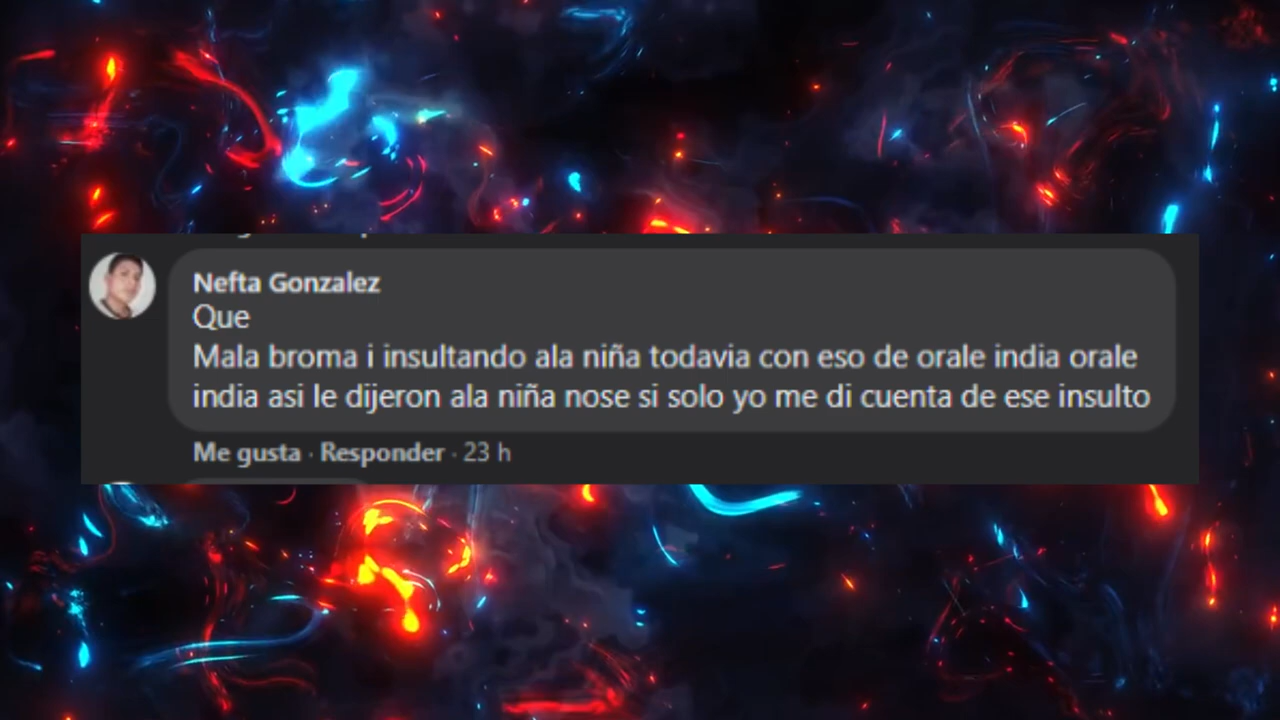 Nefta Gonzalez
Que
Mala broma i insultando ala niña todavia con eso de orale india orale
india asi le dijeron ala niña nose si solo yo me di cuenta de ese insulto
Me gusta · Responder · 23 h